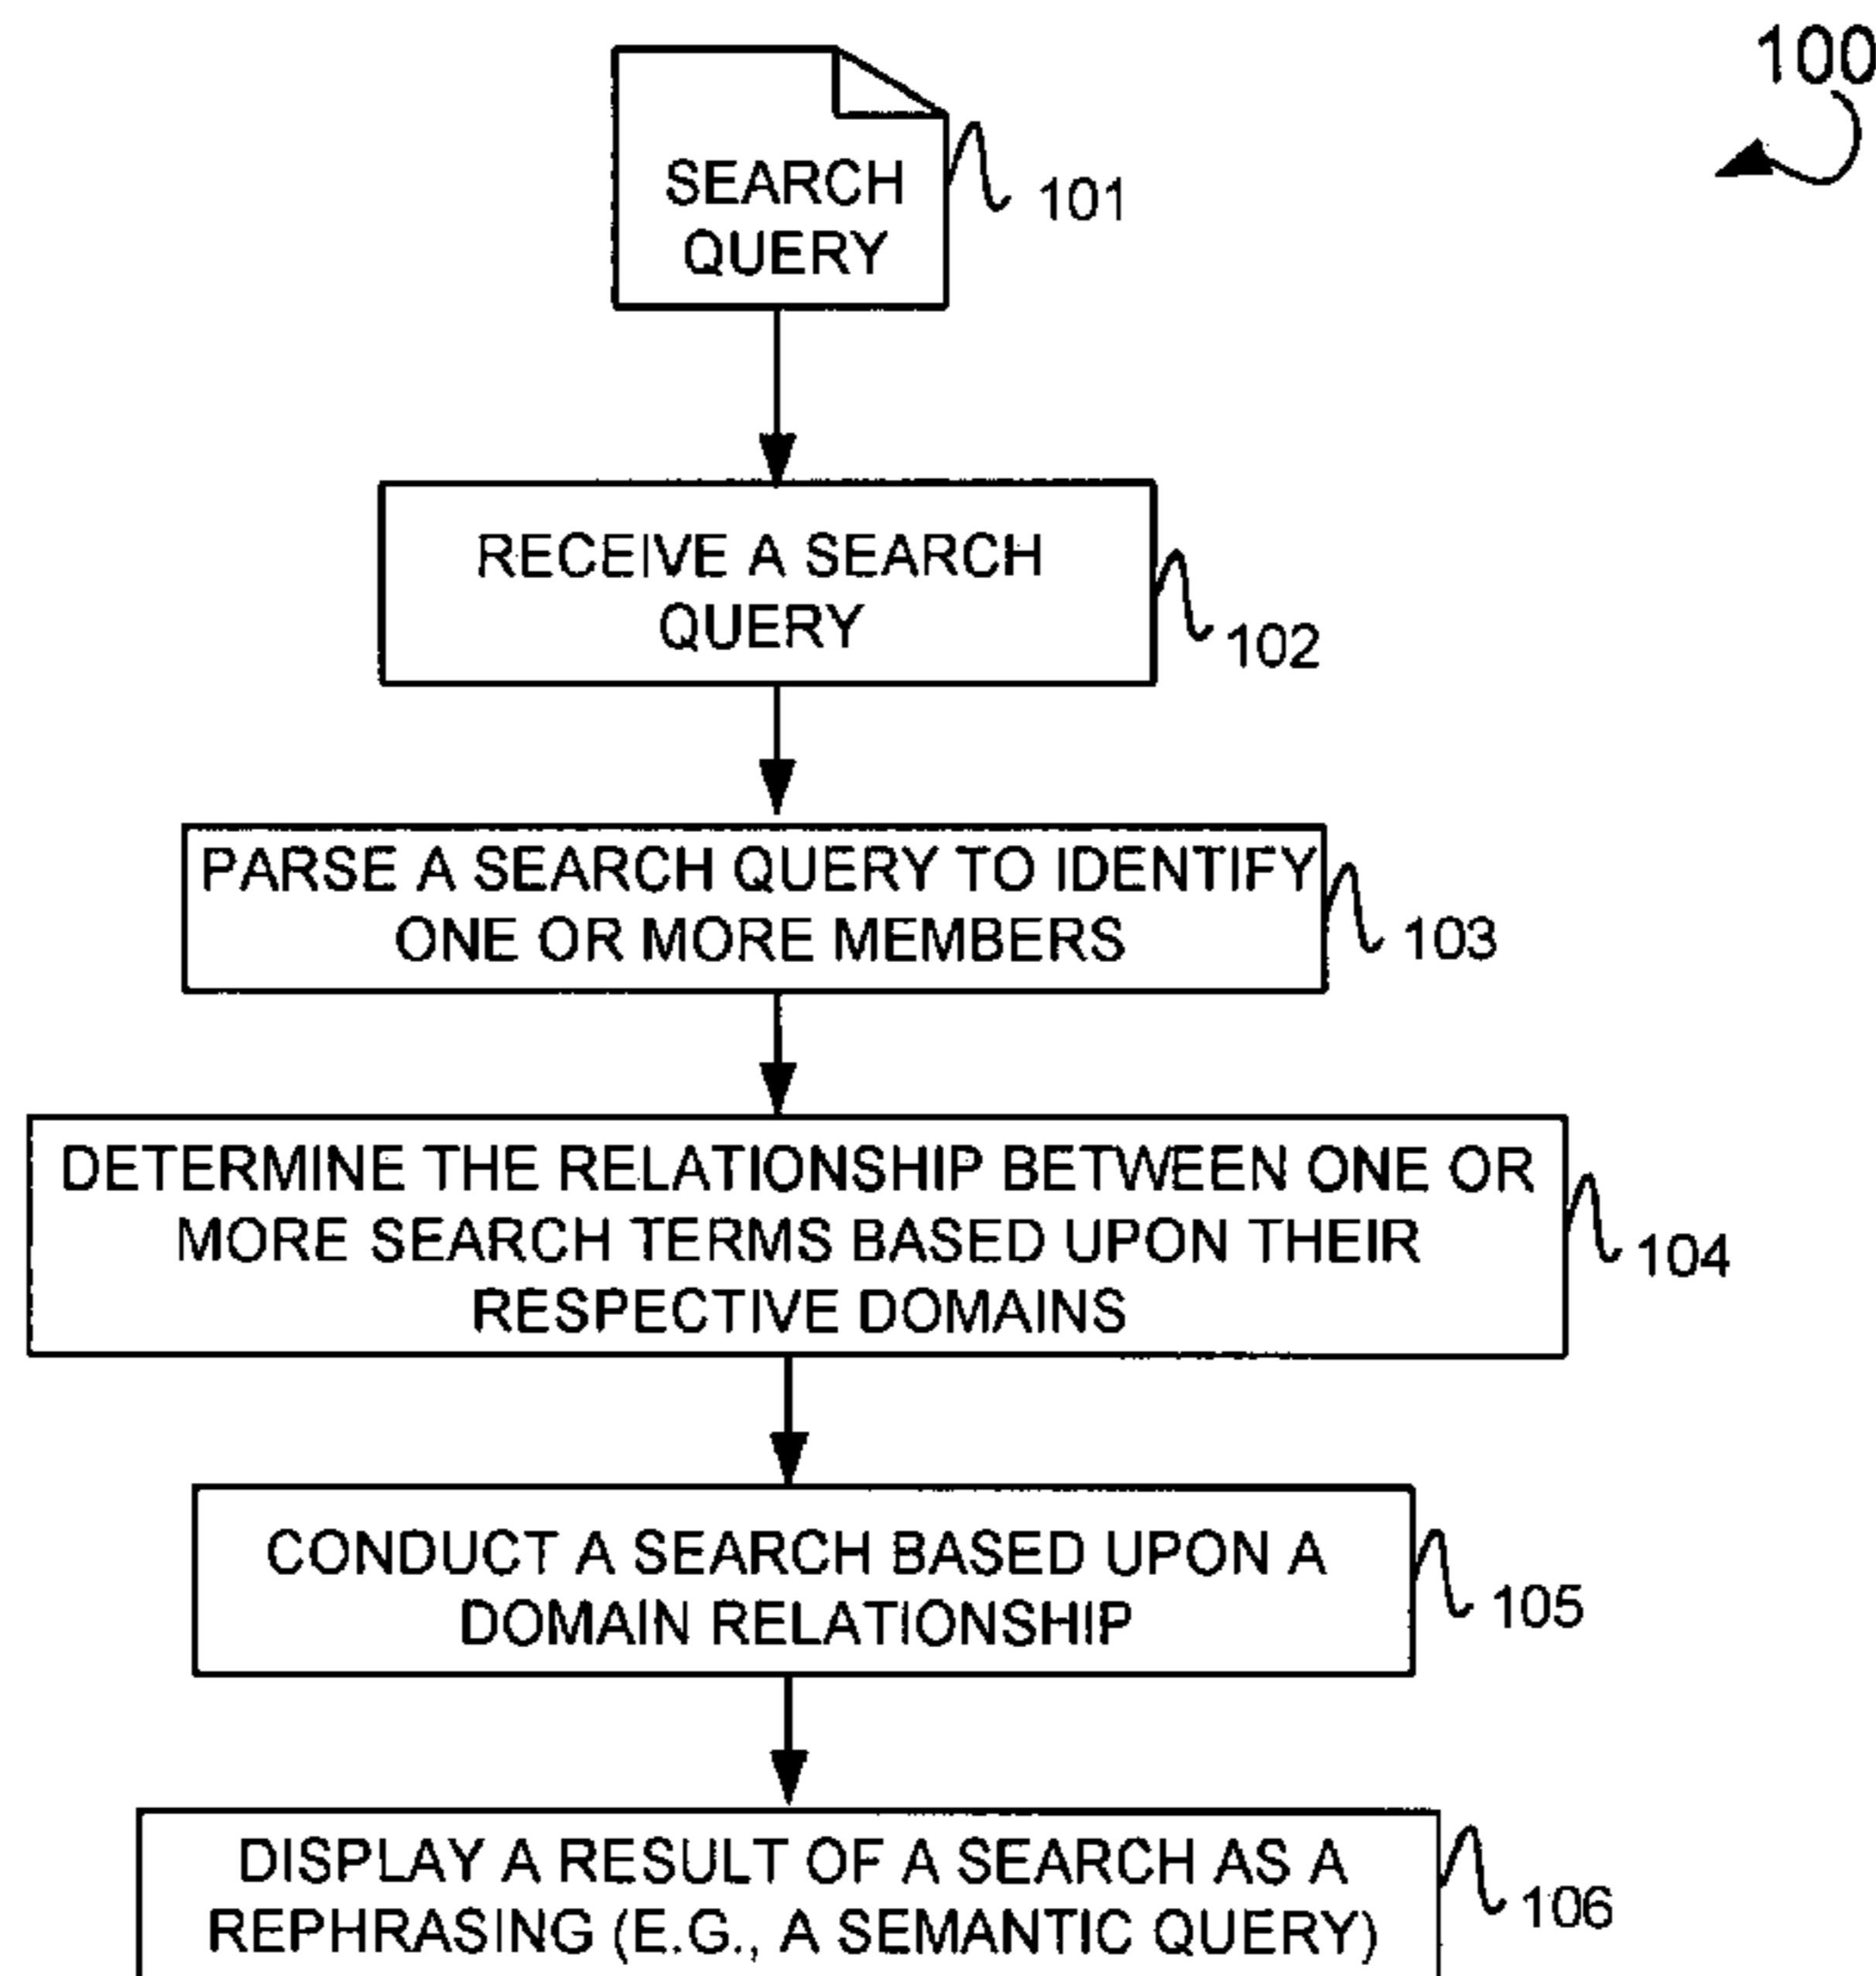 100
SEARCH
QUERY
101
RECEIVE A SEARCH
QUERY
102
PARSE A SEARCH QUERY TO IDENTIFY
ONE OR MORE MEMBERS
103
DETERMINE THE RELATIONSHIP BETWEEN ONE OR
MORE SEARCH TERMS BASED UPON THEIR
RESPECTIVE DOMAINS
104
CONDUCT A SEARCH BASED UPON A
DOMAIN RELATIONSHIP
105
DISPLAY A RESULT OF A SEARCH AS A
REPHRASING (E.G., A SEMANTIC QUERY)
106